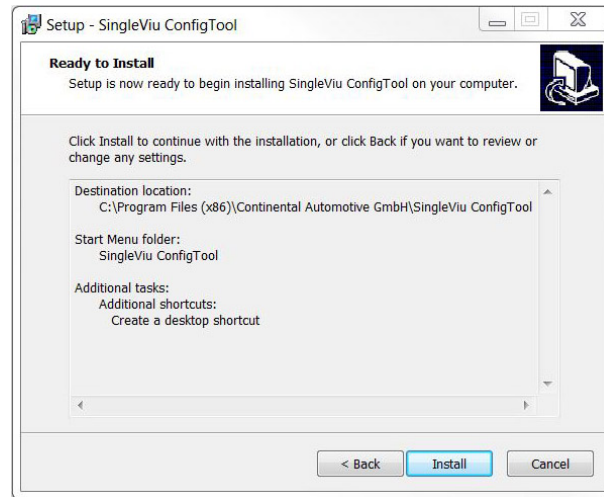 Setup - SingleViu ConfigTool
Ready to Install
Setup is now ready to begin installing SingleViu ConfigTool on your computer.
Click Install to continue with the installation, or click Back if you want to review or
change any settings.
Destination location:
C:\Program Files (x86)\Continental Automotive GmbH\SingleViu ConfigTool
Start Menu folder:
SingleViu ConfigTool
Additional tasks:
Additional shortcuts:
Create a desktop shortcut
< Back Install Cancel